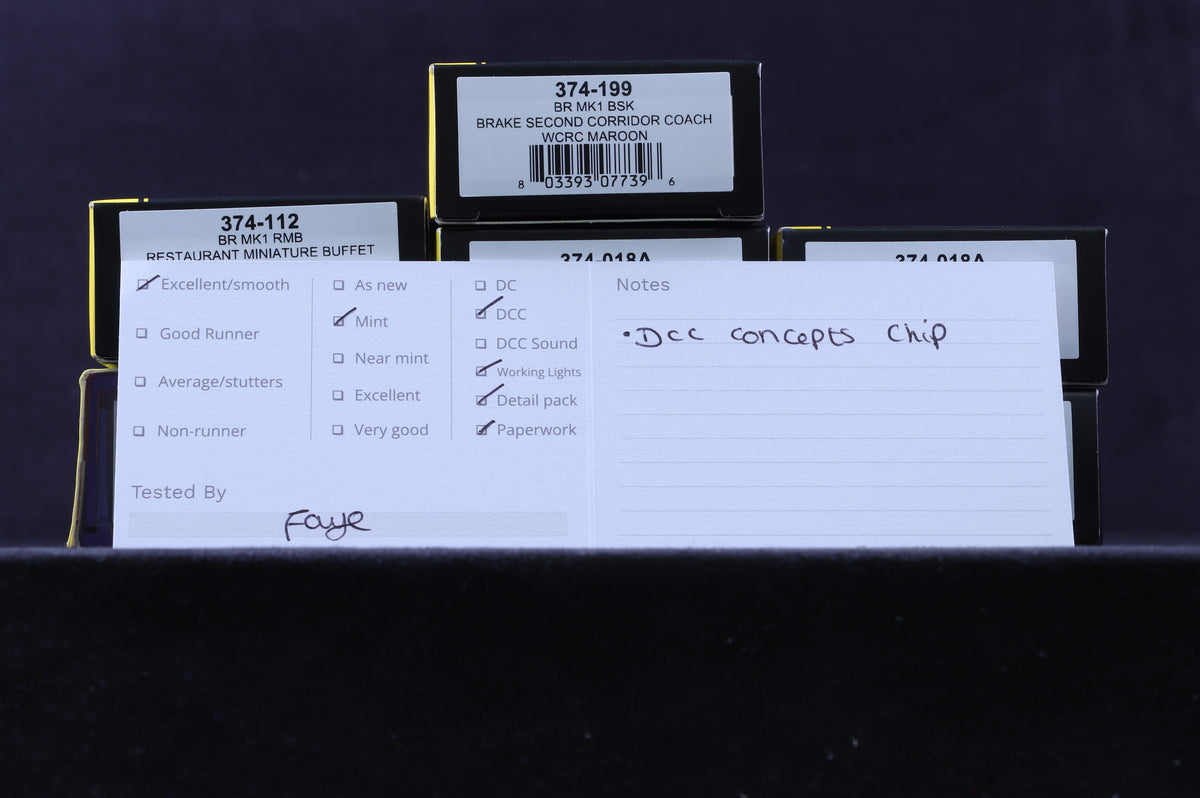 374-199
BR MK1 BSK
BRAKE SECOND CORRIDOR COACH
WCRC MAROON
8 03393 07739 6
374-112
BR MK1 RMB
RESTAURANT MINIATURE BUFFET
374-018A
374-018A
Excellent/smooth
Good Runner
Average/stutters
Non-runner
As new
Mint
Near mint
Excellent
Very good
DC
DCC
DCC Sound
Working Lights
Detail pack
Paperwork
Tested By
Faye
Notes
• Dcc concepts Chip